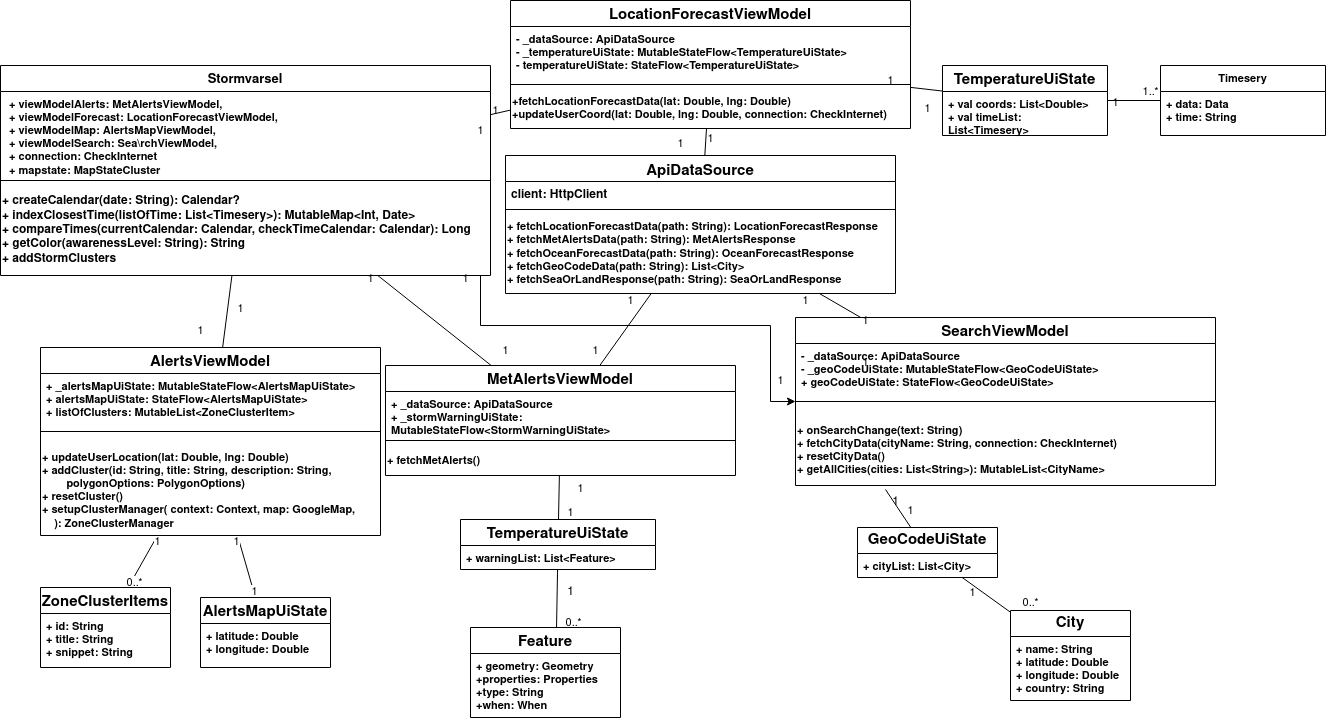 LocationForecastViewModel
- _dataSource: ApiDataSource
- _temperatureUiState: MutableStateFlow<TemperatureUiState>
- temperatureUiState: StateFlow<TemperatureUiState>
+fetchLocationForecastData(lat: Double, lng: Double)
+updateUserCoord(lat: Double, lng: Double, connection: CheckInternet)
1
1
1
1
Stormvarsel
+ viewModelAlerts: MetAlertsViewModel,
+ viewModelForecast: LocationForecastViewModel,
+ viewModelMap: AlertsMapViewModel,
+ viewModelSearch: Sea\rchViewModel,
+ connection: CheckInternet
+ mapstate: MapStateCluster
+ createCalendar(date: String): Calendar?
+ indexClosestTime(listOfTime: List<Timesery>): MutableMap<Int, Date>
+ compareTimes(currentCalendar: Calendar, checkTimeCalendar: Calendar): Long
+ getColor(awarenessLevel: String): String
+ addStormClusters
TemperatureUiState
+ val coords: List<Double>
+ val timeList:
List<Timesery>
1
1..*
Timesery
+ data: Data
+ time: String
1
1
ApiDataSource
client: HttpClient
+ fetchLocationForecastData(path: String): LocationForecastResponse
+ fetchMetAlertsData(path: String): MetAlertsResponse
+ fetchOceanForecastData(path: String): OceanForecastResponse
+ fetchGeoCodeData(path: String): List<City>
+ fetchSeaOrLandResponse(path: String): SeaOrLandResponse
1
1
1
1
1
1
1
1
1
1
1
AlertsViewModel
+ _alertsMapUiState: MutableStateFlow<AlertsMapUiState>
+ alertsMapUiState: StateFlow<AlertsMapUiState>
+ listOfClusters: MutableList<ZoneClusterItem>
+ updateUserLocation(lat: Double, lng: Double)
+ addCluster(id: String, title: String, description: String,
polygonOptions: PolygonOptions)
+ resetCluster()
+ setupClusterManager( context: Context, map: GoogleMap,
): ZoneClusterManager
MetAlertsViewModel
+ _dataSource: ApiDataSource
+ _stormWarningUiState:
MutableStateFlow<StormWarningUiState>
+ fetchMetAlerts()
SearchViewModel
- _dataSource: ApiDataSource
- _geoCodeUiState: MutableStateFlow<GeoCodeUiState>
+ geoCodeUiState: StateFlow<GeoCodeUiState>
+ onSearchChange(text: String)
+ fetchCityData(cityName: String, connection: CheckInternet)
+ resetCityData()
+ getAllCities(cities: List<String>): MutableList<CityName>
1
1
0..*
1
1
1
1
1
TemperatureUiState
+ warningList: List<Feature>
GeoCodeUiState
+ cityList: List<City>
ZoneClusterItems
+ id: String
+ title: String
+ snippet: String
AlertsMapUiState
+ latitude: Double
+ longitude: Double
1
0..*
1
0..*
Feature
+ geometry: Geometry
+properties: Properties
+type: String
+when: When
City
+ name: String
+ latitude: Double
+ longitude: Double
+ country: String